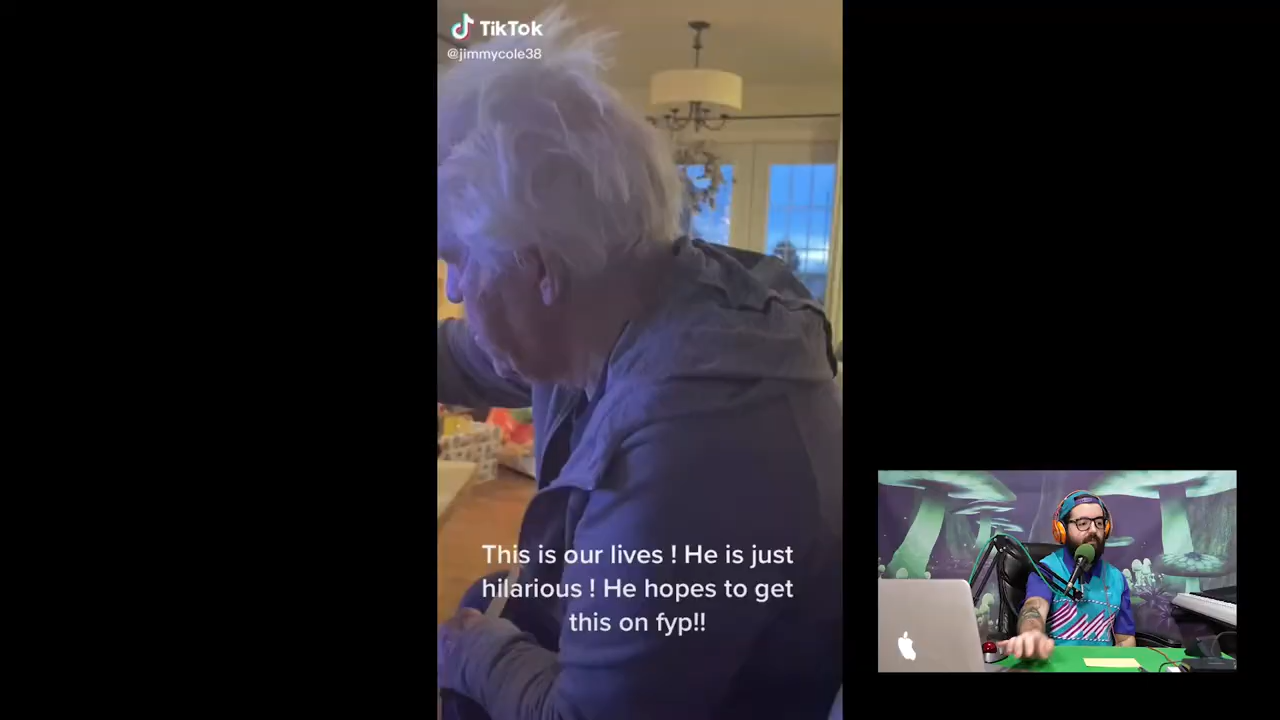 TikTok
@jimmycole38
This is our lives ! He is just
hilarious ! He hopes to get
this on fyp!!